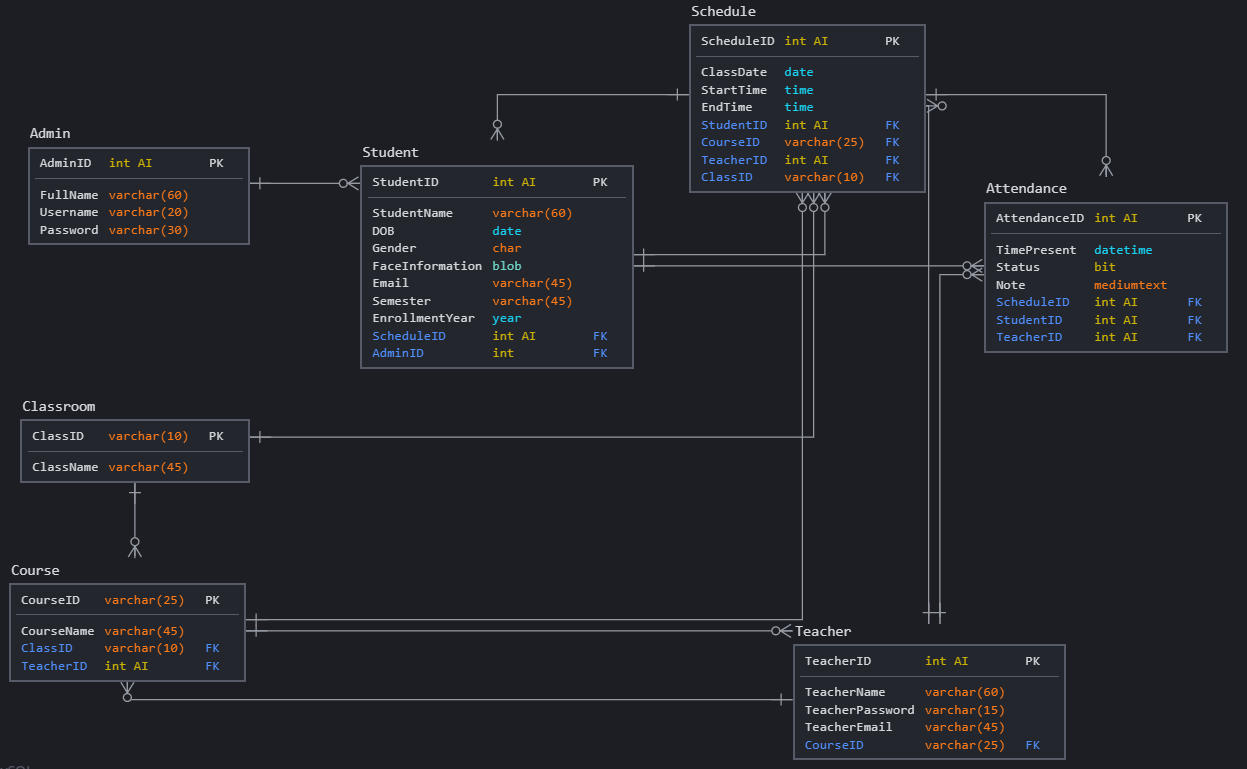 Schedule
ScheduleID int AI PK
ClassDate date
StartTime time
EndTime time
StudentID int AI FK
CourseID varchar(25) FK
TeacherID int AI FK
ClassID varchar(10) FK
Admin
AdminID int AI PK
FullName varchar(60)
Username varchar(20)
Password varchar(30)
Student
StudentID int AI PK
StudentName varchar(60)
DOB date
Gender char
FaceInformation blob
Email varchar(45)
Semester varchar(45)
EnrollmentYear year
ScheduleID int AI FK
AdminID int FK
Attendance
AttendanceID int AI PK
TimePresent datetime
Status bit
Note mediumtext
ScheduleID int AI FK
StudentID int AI FK
TeacherID int AI FK
Classroom
ClassID varchar(10) PK
ClassName varchar(45)
Course
CourseID varchar(25) PK
CourseName varchar(45)
ClassID varchar(10) FK
TeacherID int AI FK
Teacher
TeacherID int AI PK
TeacherName varchar(60)
TeacherPassword varchar(15)
TeacherEmail varchar(45)
CourseID varchar(25) FK